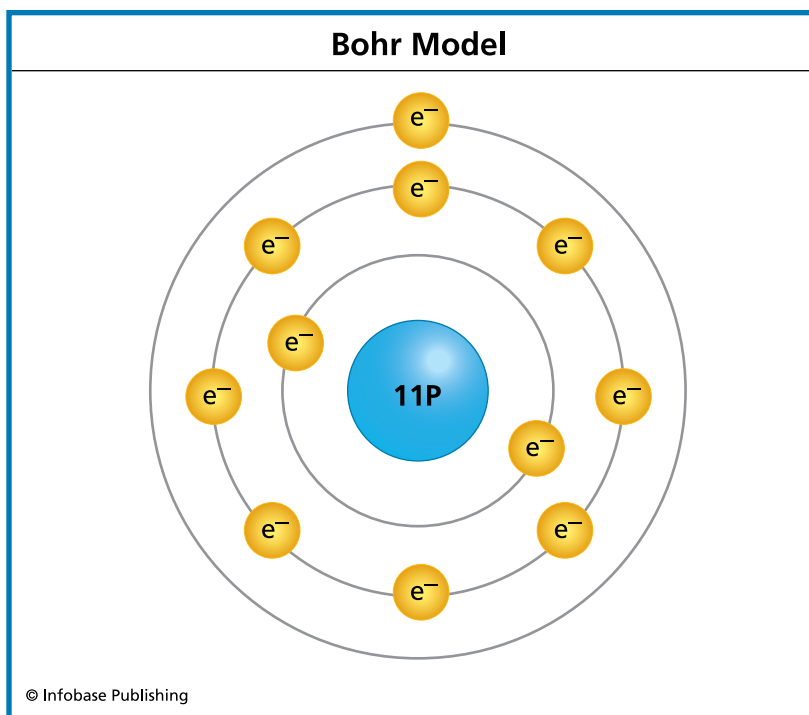 Bohr Model
e−
e−
e− e−
e−
11P
e− e−
e−
e− e−
e−
© Infobase Publishing